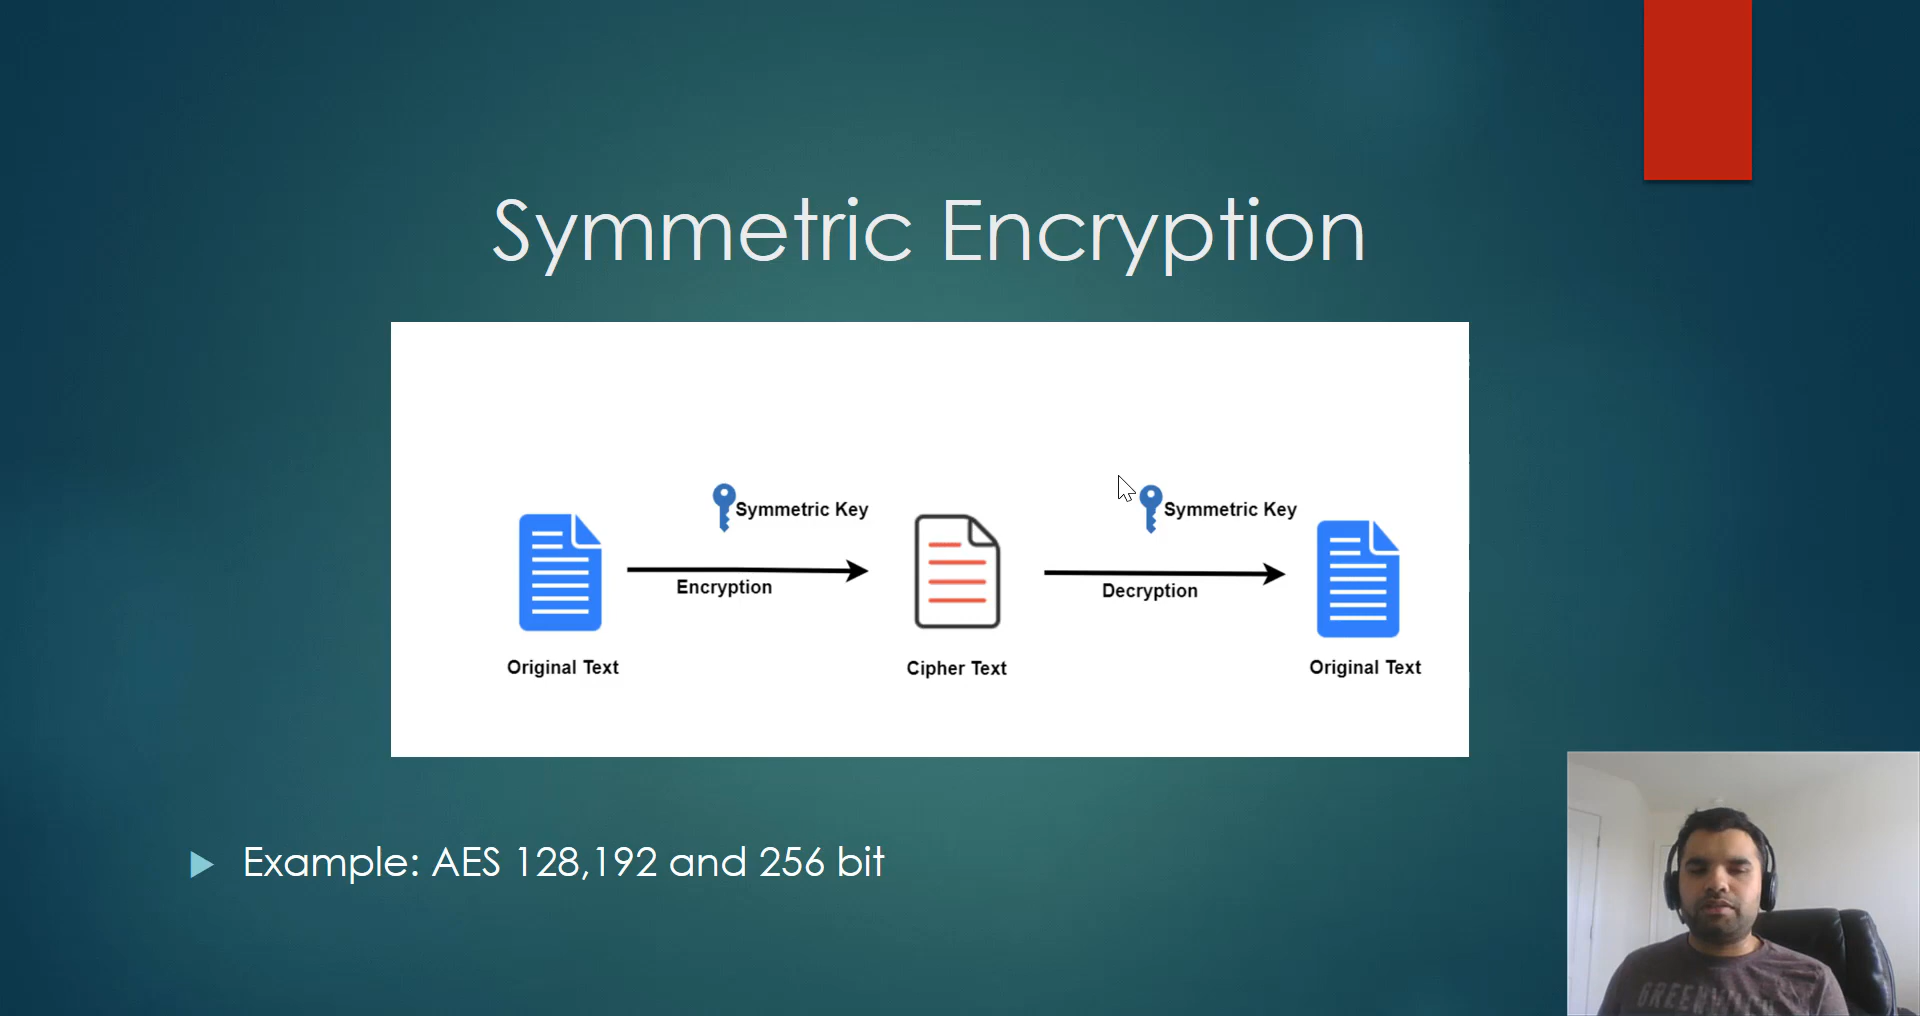 Symmetric Encryption
Symmetric Key
Symmetric Key
Encryption
Decryption
Original Text
Cipher Text
Original Text
Example: AES 128,192 and 256 bit